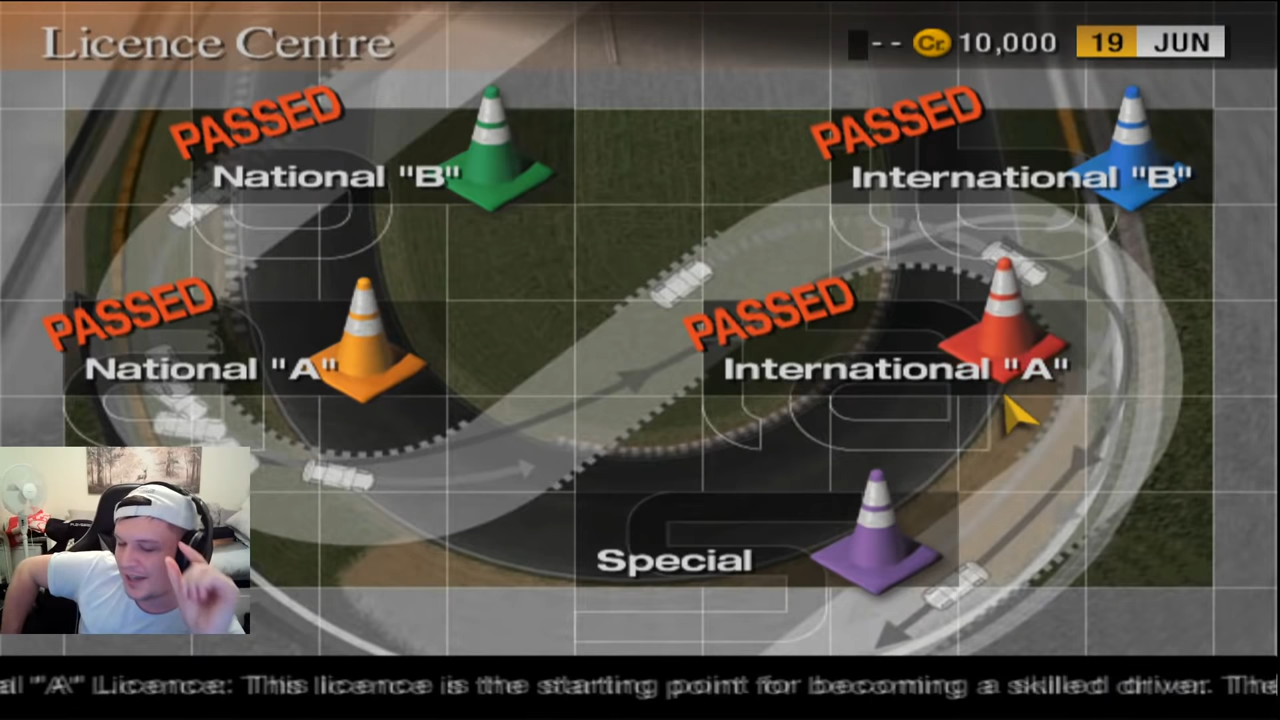 Licence Centre
-- Cr. 10,000 19 JUN
PASSED
National "B"
PASSED
International "B"
PASSED
National "A"
PASSED
International "A"
Special
al "A" Licence: This licence is the starting point for becoming a skilled driver. The